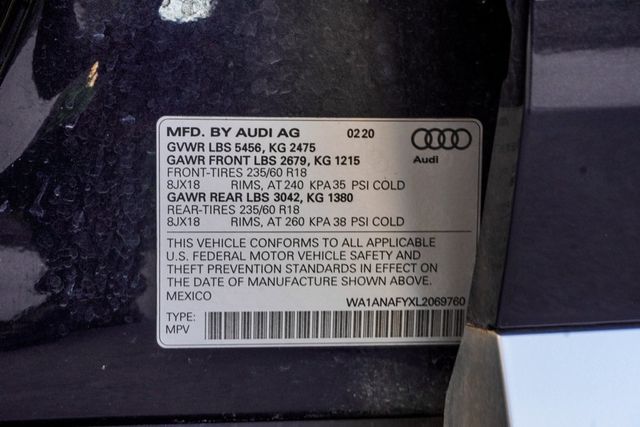 MFD. BY AUDI AG 02 20
GVWR LBS 5456, KG 2475
GAWR FRONT LBS 2679, KG 1215
FRONT-TIRES 235/60 R18
8JX18 RIMS, AT 240 KPA 35 PSI COLD
GAWR REAR LBS 3042, KG 1380
REAR-TIRES 235/60 R18
8JX18 RIMS, AT 260 KPA 38 PSI COLD
Audi
THIS VEHICLE CONFORMS TO ALL APPLICABLE
U.S. FEDERAL MOTOR VEHICLE SAFETY AND
THEFT PREVENTION STANDARDS IN EFFECT ON
THE DATE OF MANUFACTURE SHOWN ABOVE.
MEXICO WA1ANAFYXL2069760
TYPE:
MPV